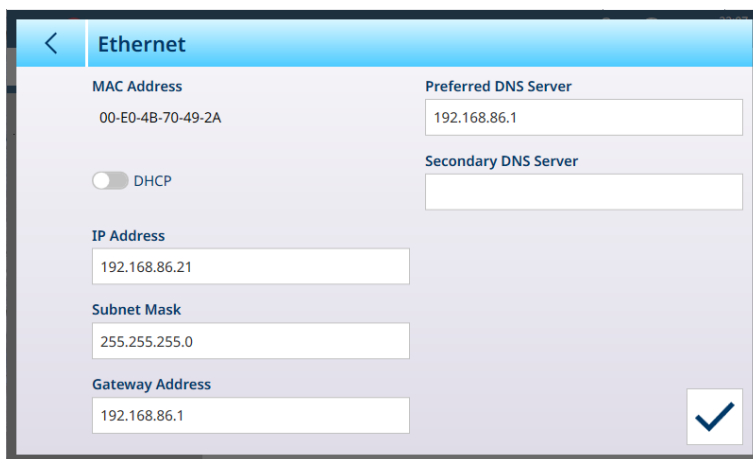 Ethernet
MAC Address
00-E0-4B-70-49-2A
DHCP
IP Address
192.168.86.21
Subnet Mask
255.255.255.0
Gateway Address
192.168.86.1
Preferred DNS Server
192.168.86.1
Secondary DNS Server